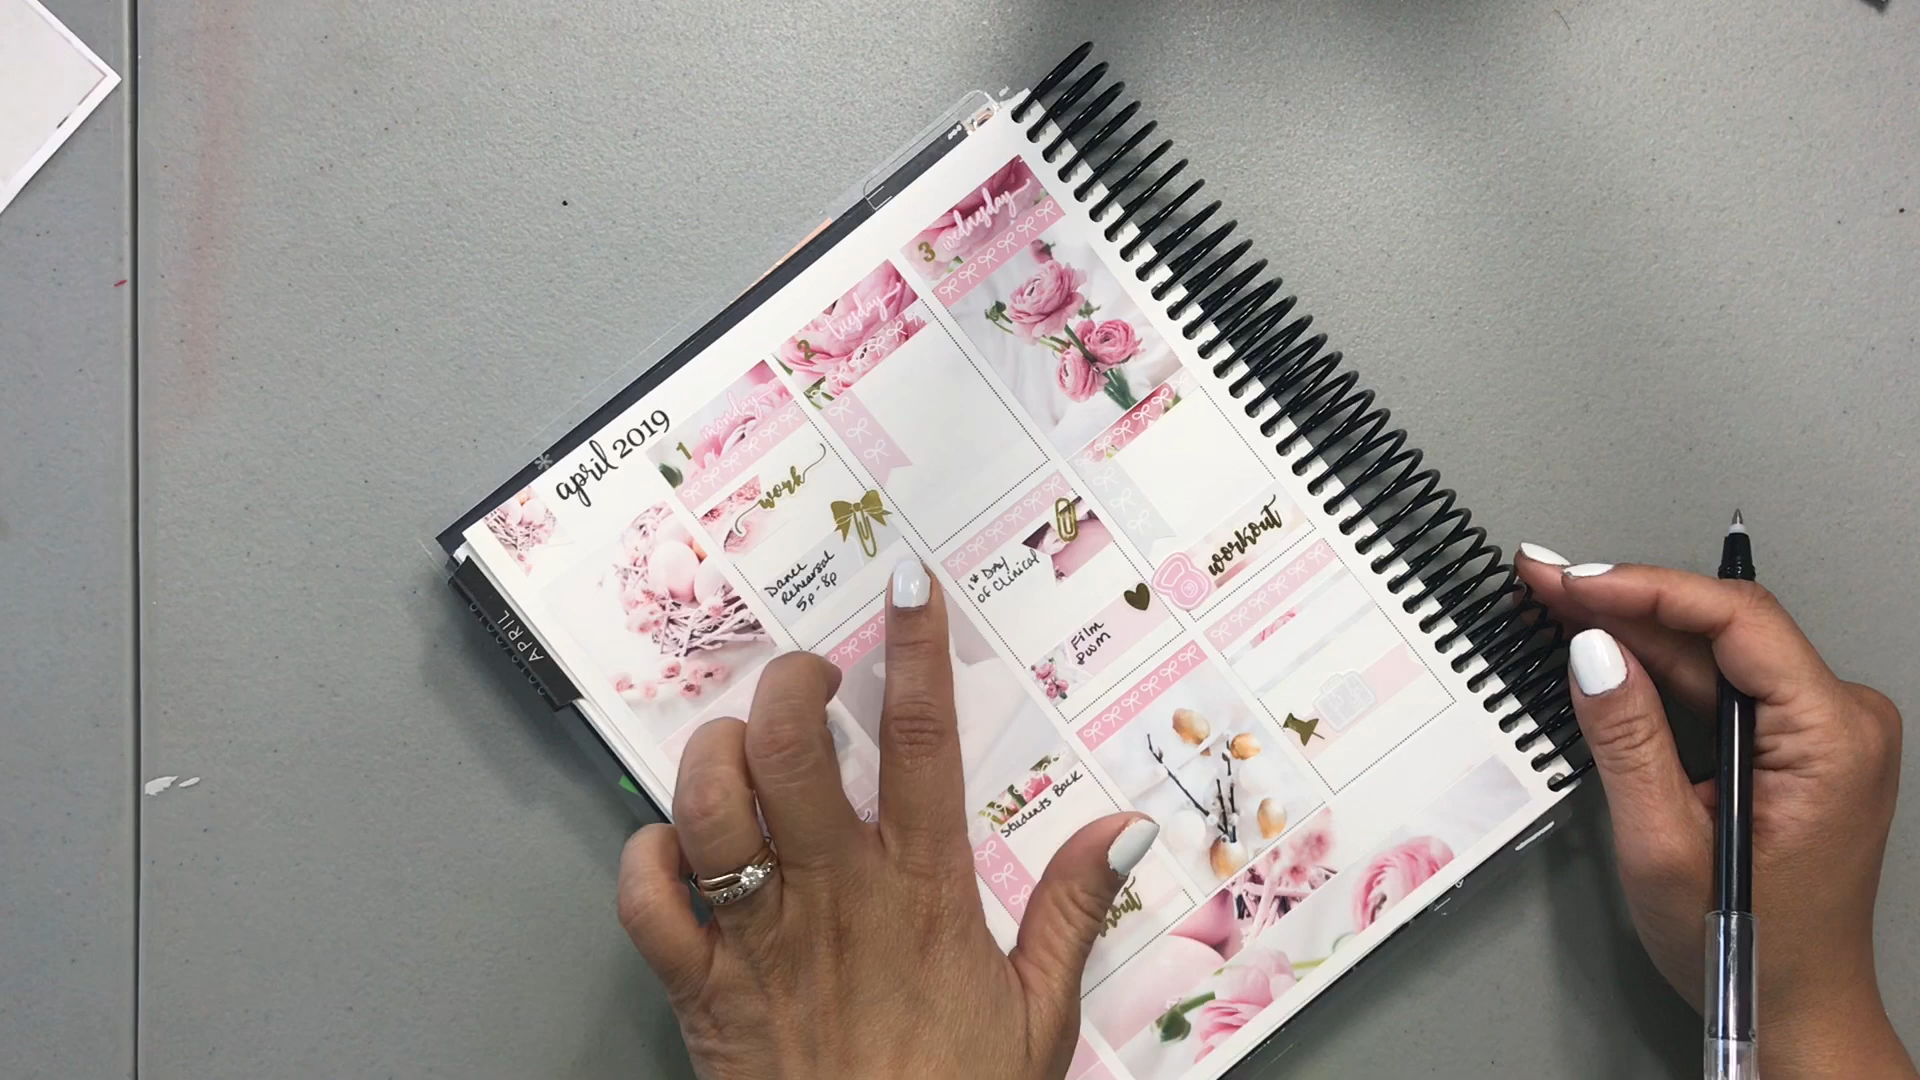 april 2019
APRIL
1 monday
work
Dance
Rehearsal
5p-8p
Students Back
2 tuesday
1st Day
of Clinical
Film
PWM
3 wednesday
workout